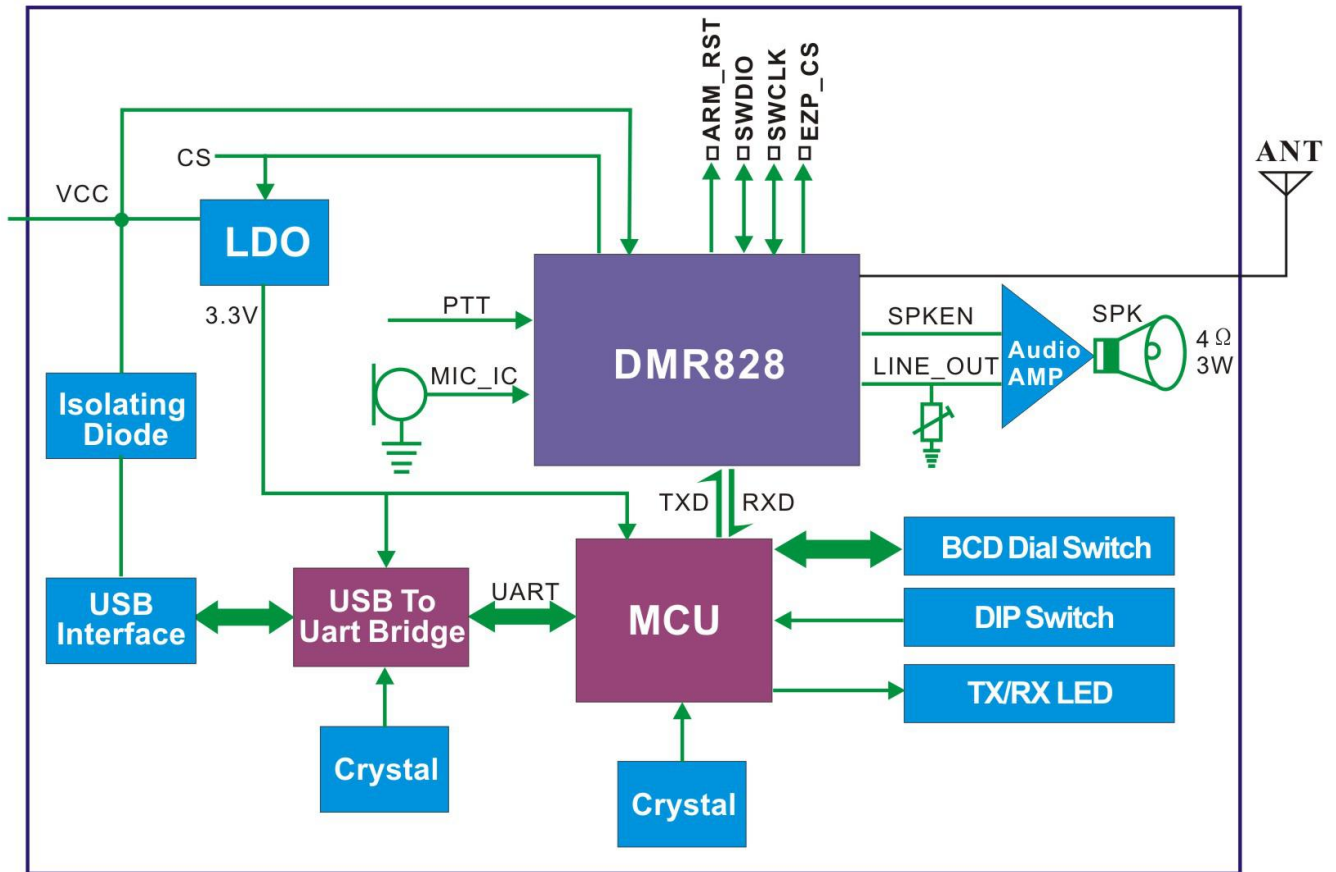 ARM_RST
SWDIO
SWCLK
EZP_CS
ANT
CS
VCC
LDO
3.3V
PTT
MIC_IC
DMR828
SPKEN
LINE_OUT
Audio
AMP
SPK
4Ω
3W
Isolating
Diode
TXD
RXD
USB
Interface
USB To
Uart Bridge
UART
MCU
BCD Dial Switch
DIP Switch
TX/RX LED
Crystal
Crystal